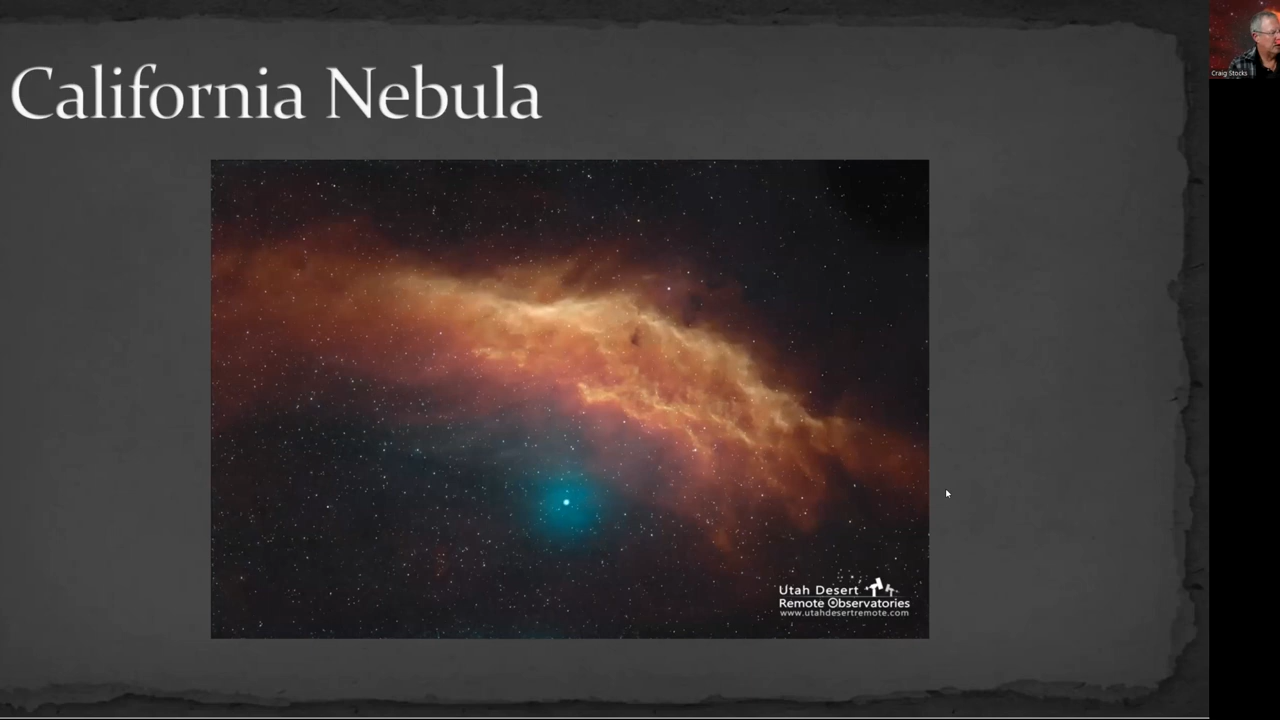 California Nebula
Craig Stocks
Utah Desert
Remote Observatories
www.utahdesertremote.com